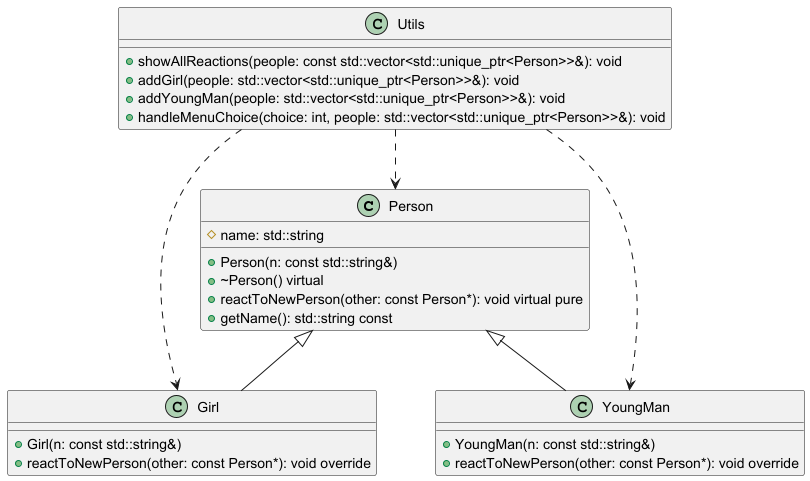 C Utils
showAllReactions(people: const std::vector<std::unique_ptr<Person>>&): void
addGirl(people: std::vector<std::unique_ptr<Person>>&): void
addYoungMan(people: std::vector<std::unique_ptr<Person>>&): void
handleMenuChoice(choice: int, people: std::vector<std::unique_ptr<Person>>&): void
C Person
name: std::string
Person(n: const std::string&)
~Person() virtual
reactToNewPerson(other: const Person*): void virtual pure
getName(): std::string const
C Girl
Girl(n: const std::string&)
reactToNewPerson(other: const Person*): void override
C YoungMan
YoungMan(n: const std::string&)
reactToNewPerson(other: const Person*): void override